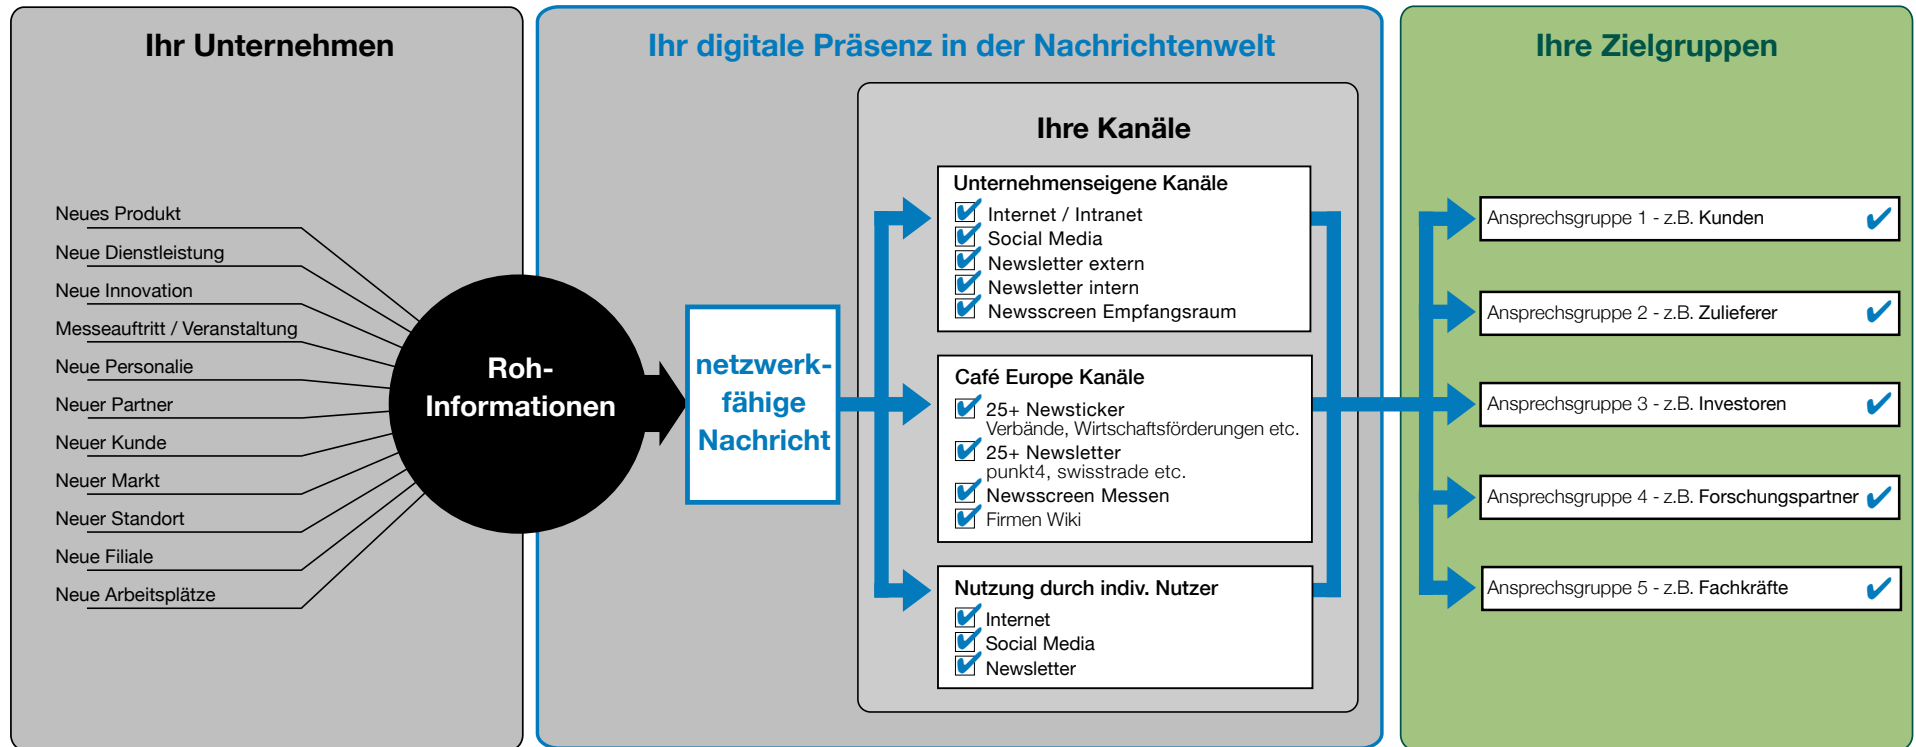 Ihr Unternehmen
Neues Produkt
Neue Dienstleistung
Neue Innovation
Messeauftritt / Veranstaltung
Neue Personalie
Neuer Partner
Neuer Kunde
Neuer Markt
Neuer Standort
Neue Filiale
Neue Arbeitsplätze
Roh-
Informationen
Ihr digitale Präsenz in der Nachrichtenwelt
netzwerk-
fähige
Nachricht
Ihre Kanäle
Unternehmenseigene Kanäle
Internet / Intranet
Social Media
Newsletter extern
Newsletter intern
Newsscreen Empfangsraum
Café Europe Kanäle
25+ Newsticker
Verbände, Wirtschaftsförderungen etc.
25+ Newsletter
punkt4, swisstrade etc.
Newsscreen Messen
Firmen Wiki
Nutzung durch indiv. Nutzer
Internet
Social Media
Newsletter
Ihre Zielgruppen
Ansprechsgruppe 1 - z.B. Kunden
Ansprechsgruppe 2 - z.B. Zulieferer
Ansprechsgruppe 3 - z.B. Investoren
Ansprechsgruppe 4 - z.B. Forschungspartner
Ansprechsgruppe 5 - z.B. Fachkräfte